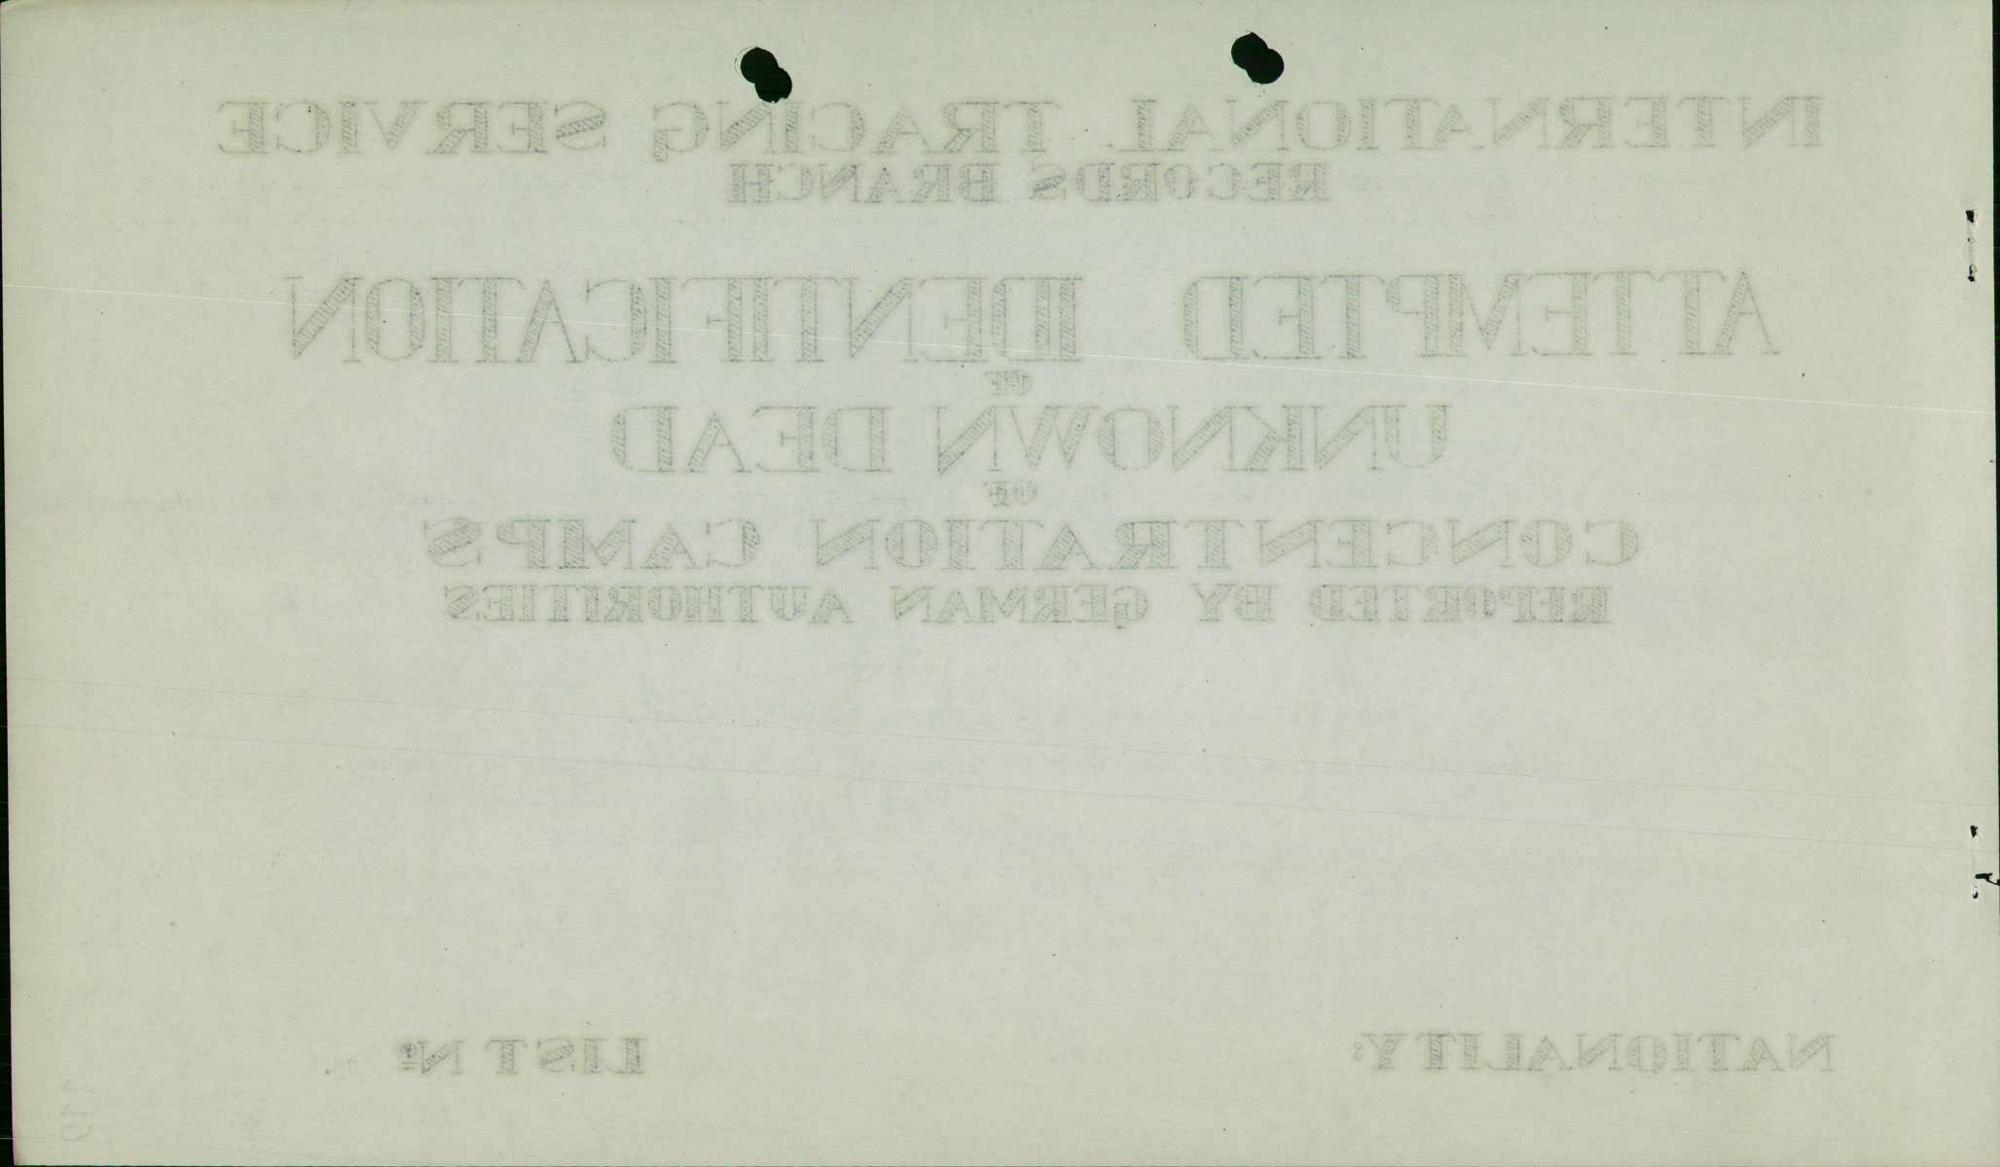 INTERNATIONAL TRACING SERVICE
RECORDS BRANCH
ATTEMPTED IDENTIFICATION
OF
UNKNOWN DEAD
OF
CONCENTRATION CAMPS
REPORTED BY GERMAN AUTHORITIES
NATIONALITY: LIST Nº